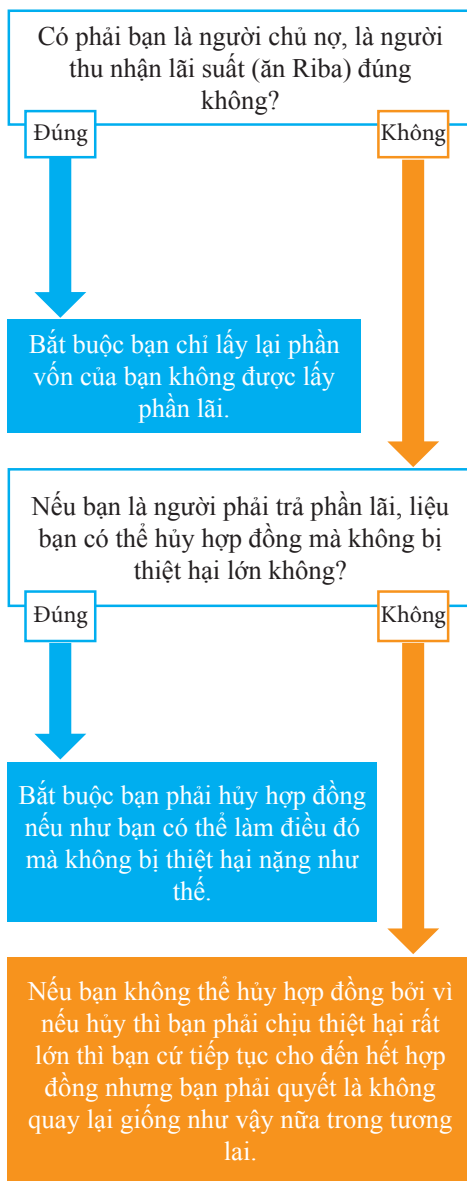 Có phải bạn là người chủ nợ, là người
thu nhận lãi suất (ăn Riba) đúng
không?
Đúng
Không
Bắt buộc bạn chỉ lấy lại phần
vốn của bạn không được lấy
phần lãi.
Nếu bạn là người phải trả phần lãi, liệu
bạn có thể hủy hợp đồng mà không bị
thiệt hại lớn không?
Đúng
Không
Bắt buộc bạn phải hủy hợp đồng
nếu như bạn có thể làm điều đó
mà không bị thiệt hại nặng như
thế.
Nếu bạn không thể hủy hợp đồng bởi vì
nếu hủy thì bạn phải chịu thiệt hại rất
lớn thì bạn cứ tiếp tục cho đến hết hợp
đồng nhưng bạn phải quyết là không
quay lại giống như vậy nữa trong tương
lai.